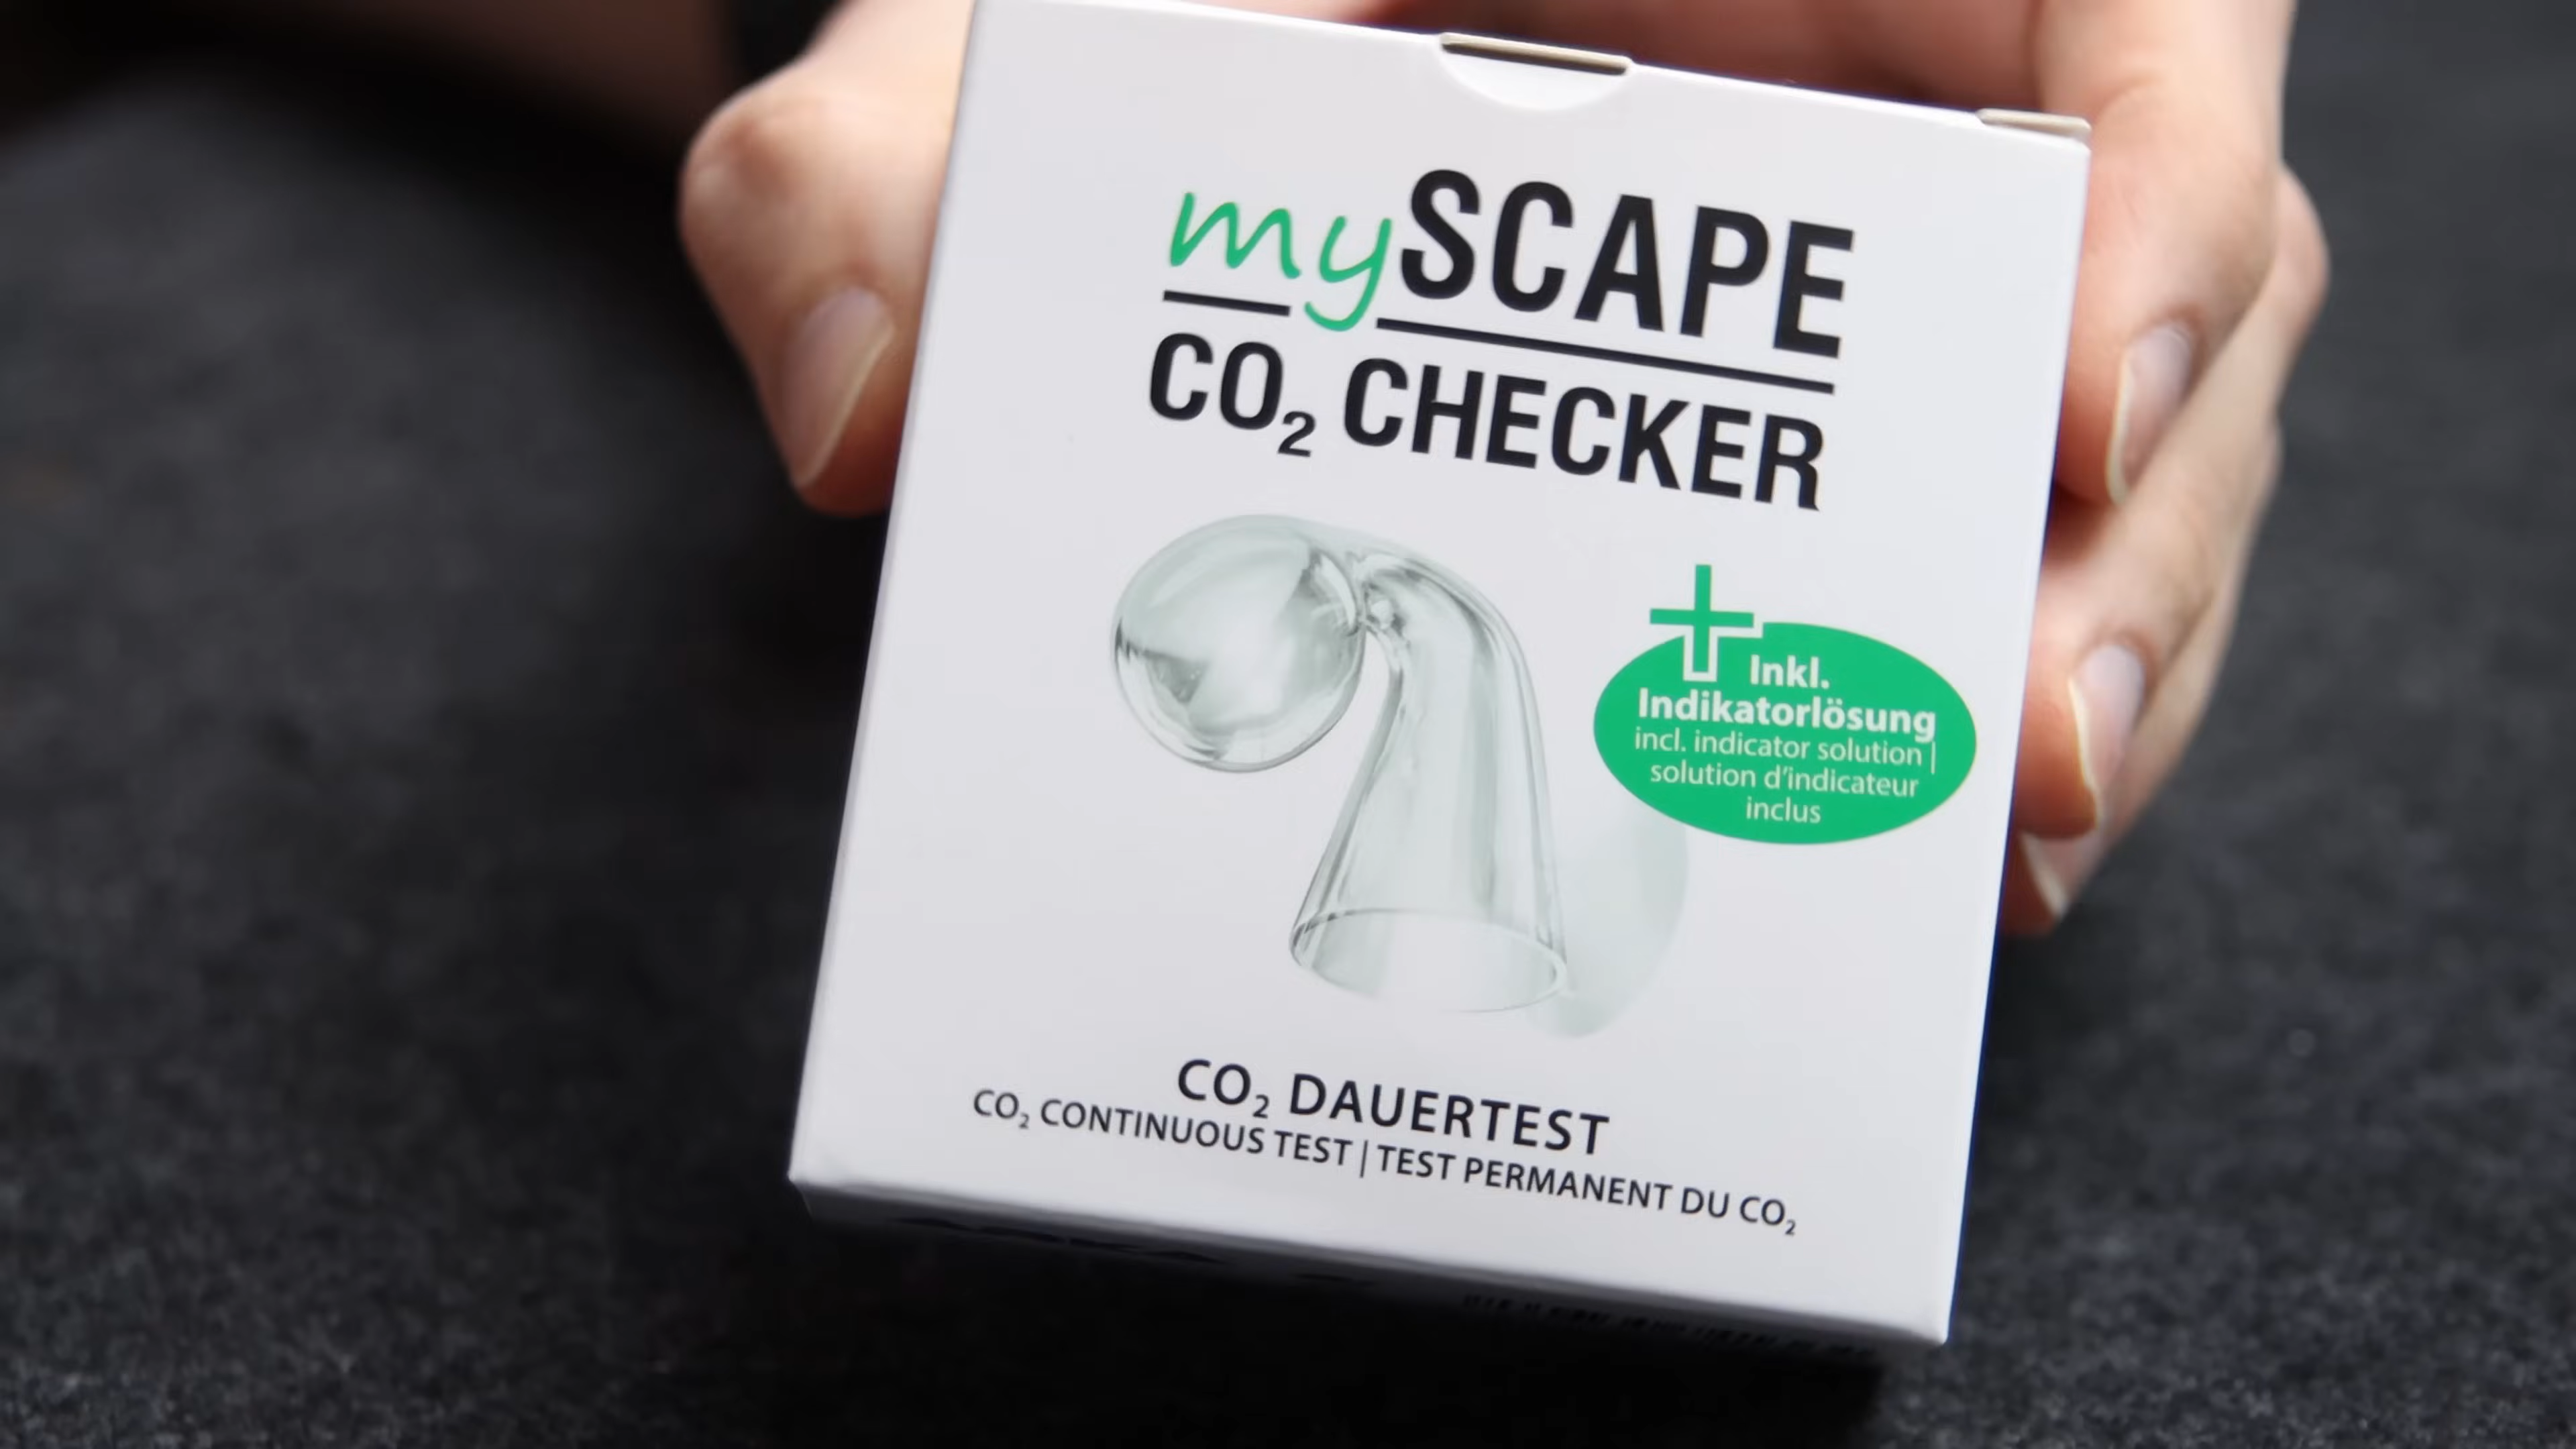 mySCAPE
CO₂ CHECKER
Inkl.
Indikatorlösung
incl. indicator solution |
solution d'indicateur
inclus
CO₂ DAUERTEST
CO₂ CONTINUOUS TEST | TEST PERMANENT DU CO₂